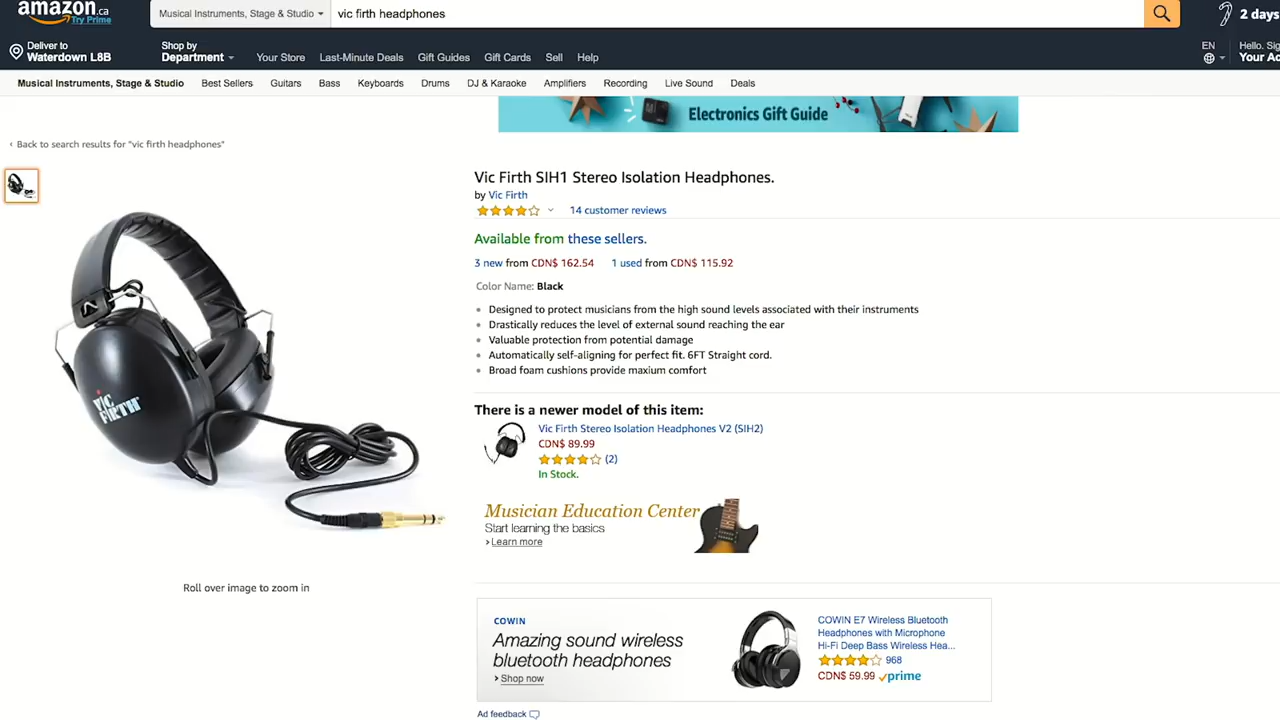 amazon.ca
Try Prime
Musical Instruments, Stage & Studio
vic firth headphones
2 days
Deliver to
Waterdown L8B
Shop by
Department
Your Store
Last-Minute Deals
Gift Guides
Gift Cards
Sell
Help
EN
Hello. Sig
Your Ac
Musical Instruments, Stage & Studio
Best Sellers
Guitars
Bass
Keyboards
Drums
DJ & Karaoke
Amplifiers
Recording
Live Sound
Deals
Electronics Gift Guide
‹ Back to search results for "vic firth headphones"
Vic Firth SIH1 Stereo Isolation Headphones.
by Vic Firth
14 customer reviews
Available from these sellers.
3 new from CDN$ 162.54 1 used from CDN$ 115.92
Color Name: Black
Designed to protect musicians from the high sound levels associated with their instruments
Drastically reduces the level of external sound reaching the ear
Valuable protection from potential damage
Automatically self-aligning for perfect fit. 6FT Straight cord.
Broad foam cushions provide maxium comfort
VIC
FIRTH
There is a newer model of this item:
Vic Firth Stereo Isolation Headphones V2 (SIH2)
CDN$ 89.99
(2)
In Stock.
Musician Education Center
Start learning the basics
› Learn more
Roll over image to zoom in
COWIN
Amazing sound wireless
bluetooth headphones
› Shop now
COWIN E7 Wireless Bluetooth
Headphones with Microphone
Hi-Fi Deep Bass Wireless Hea...
968
CDN$ 59.99 prime
Ad feedback